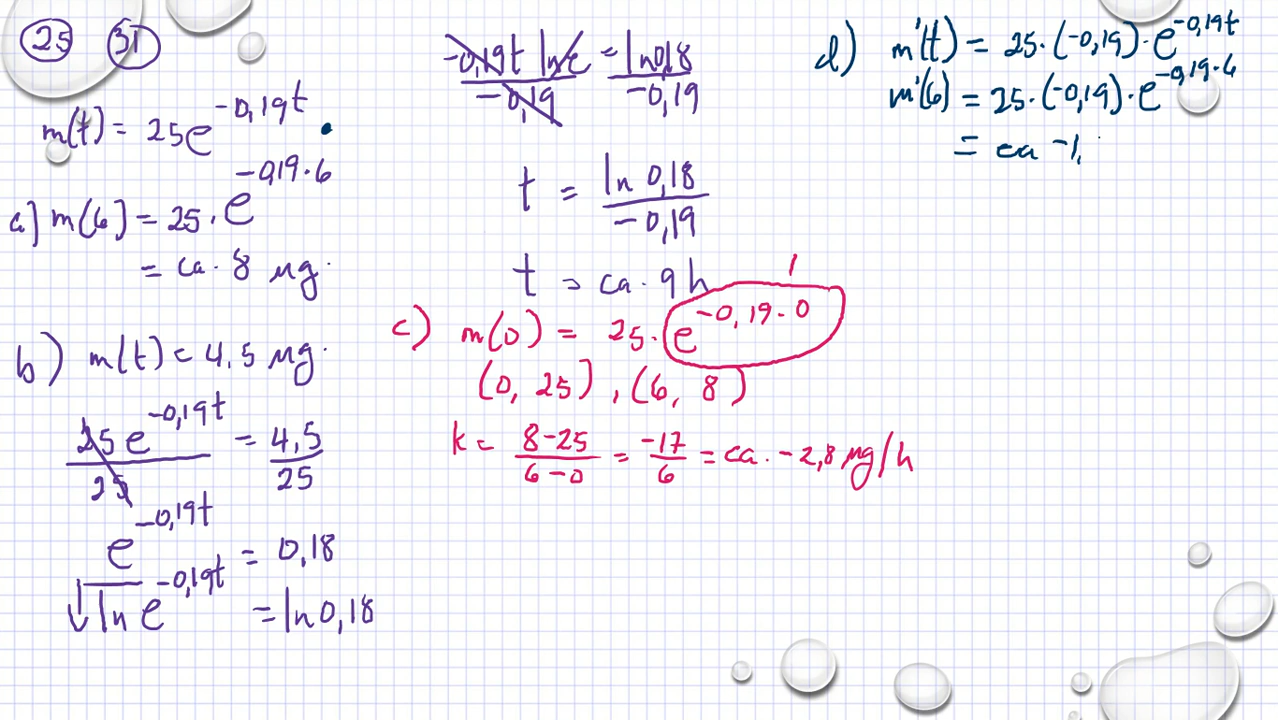 25 31
m(t) = 25e^-0,19t
a) m(6) = 25 · e^-0,19·6
= ca. 8 mg.
b) m(t) = 4,5 mg.
25e^-0,19t / 25 = 4,5 / 25
e^-0,19t = 0,18
ln e^-0,19t = ln 0,18
-0,19t ln e / -0,19 = ln 0,18 / -0,19
t = ln 0,18 / -0,19
t = ca. 9 h
1
c) m(0) = 25 · e^-0,19·0
(0, 25), (6, 8)
k = 8-25 / 6-0 = -17 / 6 = ca. -2,8 mg/h
d) m'(t) = 25·(-0,19)·e^-0,19t
m'(6) = 25·(-0,19)·e^-0,19·6
= ca -1,